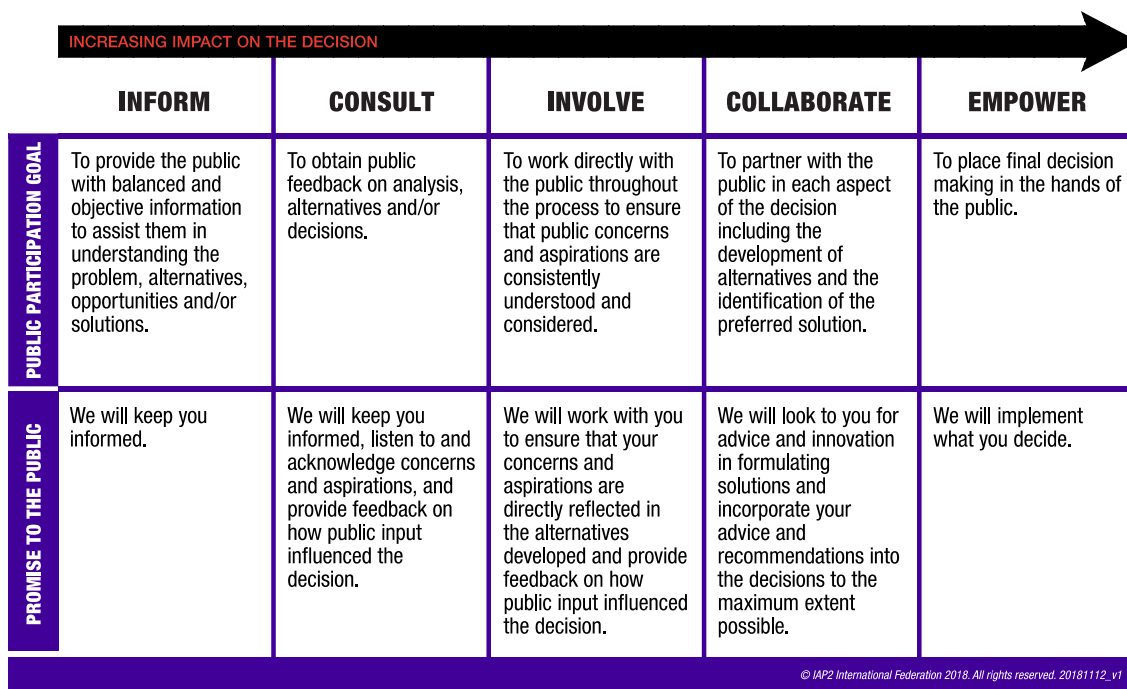 INCREASING IMPACT ON THE DECISION
INFORM
CONSULT
INVOLVE
COLLABORATE
EMPOWER
PUBLIC PARTICIPATION GOAL
To provide the public
with balanced and
objective information
to assist them in
understanding the
problem, alternatives,
opportunities and/or
solutions.
To obtain public
feedback on analysis,
alternatives and/or
decisions.
To work directly with
the public throughout
the process to ensure
that public concerns
and aspirations are
consistently
understood and
considered.
To partner with the
public in each aspect
of the decision
including the
development of
alternatives and the
identification of the
preferred solution.
To place final decision
making in the hands of
the public.
PROMISE TO THE PUBLIC
We will keep you
informed.
We will keep you
informed, listen to and
acknowledge concerns
and aspirations, and
provide feedback on
how public input
influenced the
decision.
We will work with you
to ensure that your
concerns and
aspirations are
directly reflected in
the alternatives
developed and provide
feedback on how
public input influenced
the decision.
We will look to you for
advice and innovation
in formulating
solutions and
incorporate your
advice and
recommendations into
the decisions to the
maximum extent
possible.
We will implement
what you decide.
© IAP2 International Federation 2018. All rights reserved. 20181112_v1